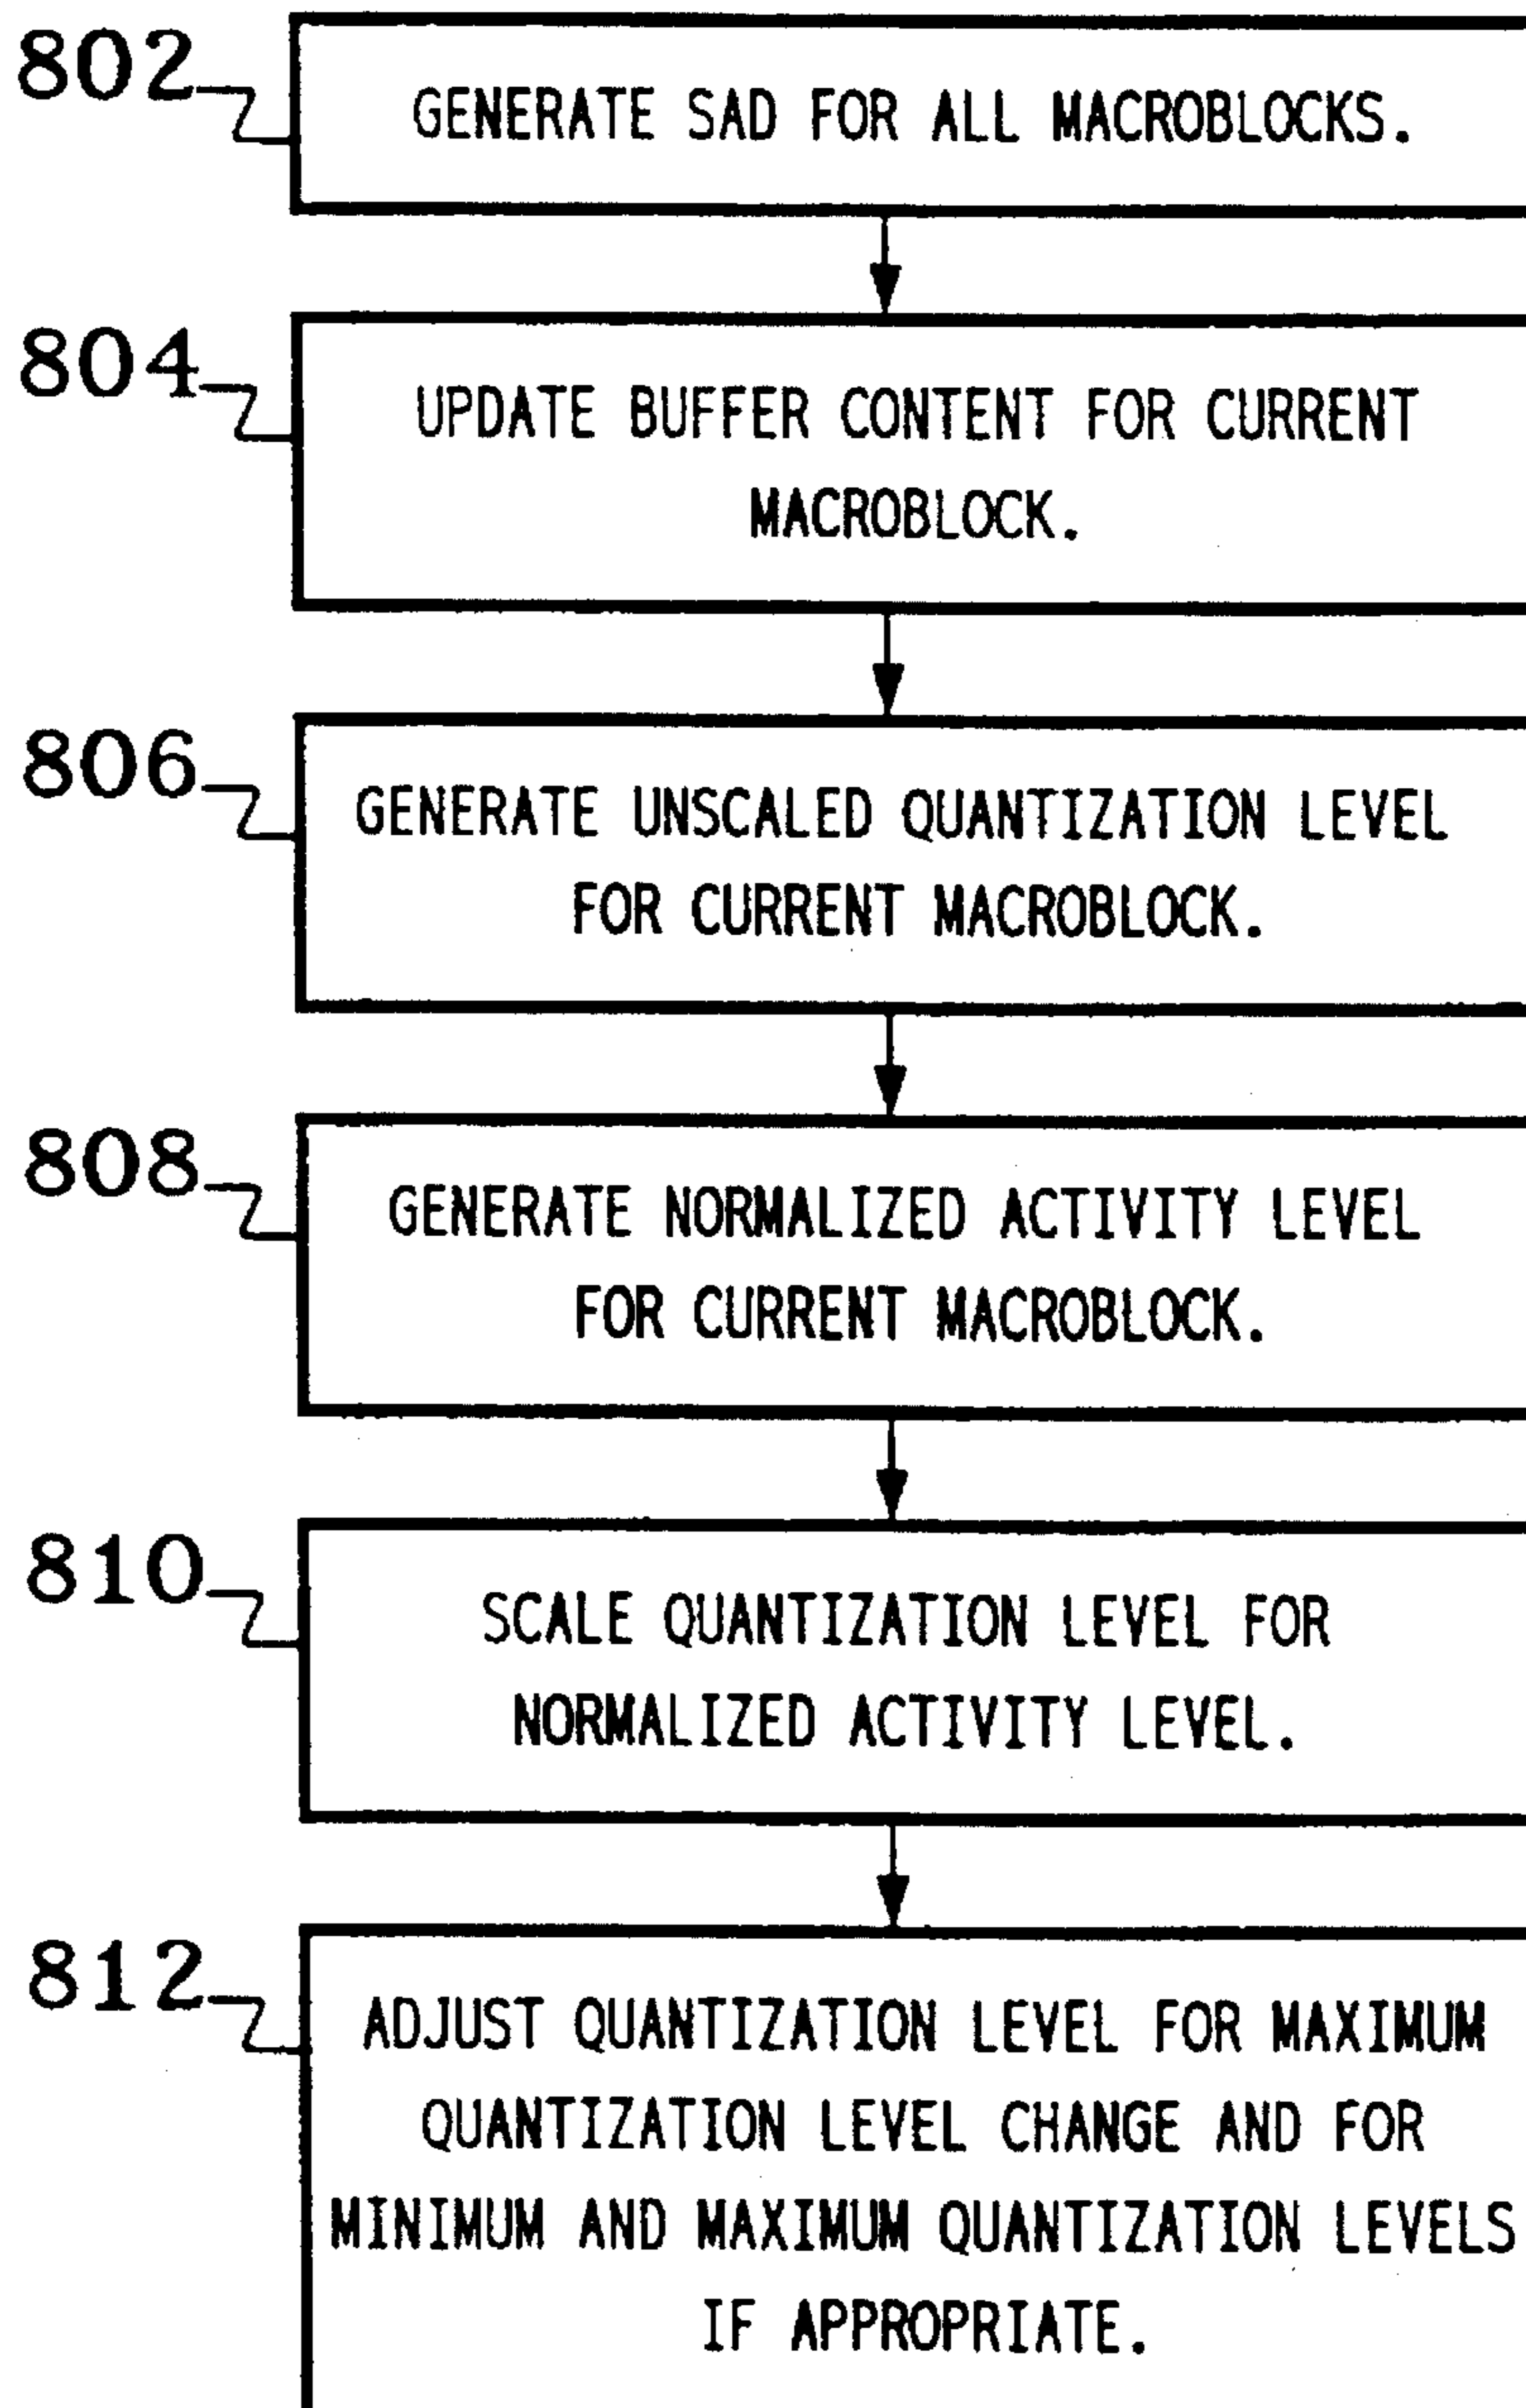 802
GENERATE SAD FOR ALL MACROBLOCKS.
804
UPDATE BUFFER CONTENT FOR CURRENT
MACROBLOCK.
806
GENERATE UNSCALED QUANTIZATION LEVEL
FOR CURRENT MACROBLOCK.
808
GENERATE NORMALIZED ACTIVITY LEVEL
FOR CURRENT MACROBLOCK.
810
SCALE QUANTIZATION LEVEL FOR
NORMALIZED ACTIVITY LEVEL.
812
ADJUST QUANTIZATION LEVEL FOR MAXIMUM
QUANTIZATION LEVEL CHANGE AND FOR
MINIMUM AND MAXIMUM QUANTIZATION LEVELS
IF APPROPRIATE.